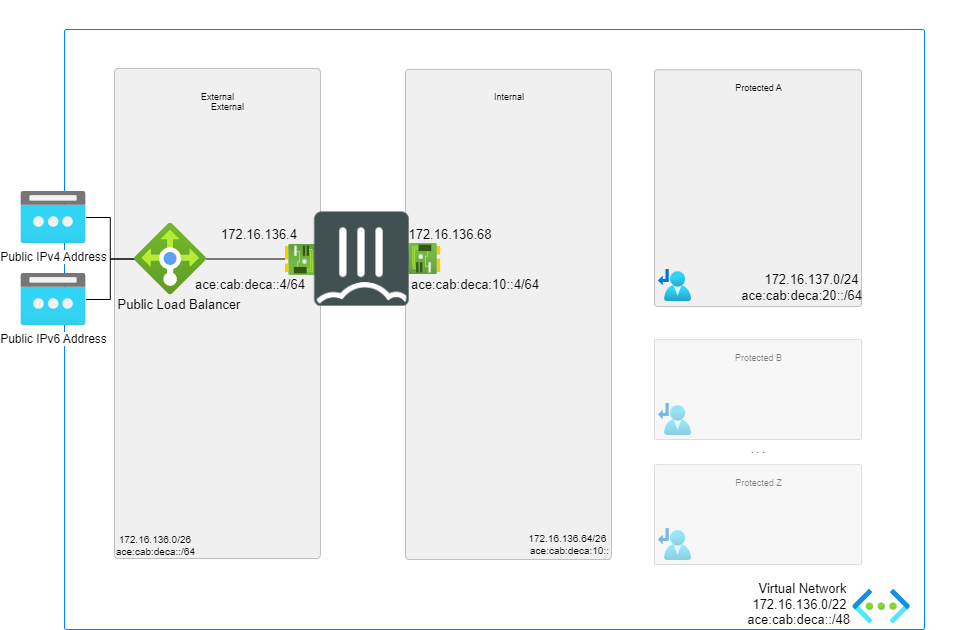 External
External
Internal
Protected A
Public IPv4 Address
Public IPv6 Address
Public Load Balancer
172.16.136.4
ace:cab:deca::4/64
172.16.136.68
ace:cab:deca:10::4/64
172.16.137.0/24
ace:cab:deca:20::/64
Protected B
. . .
Protected Z
172.16.136.0/26
ace:cab:deca::/64
172.16.136.64/26
ace:cab:deca:10::
Virtual Network
172.16.136.0/22
ace:cab:deca::/48